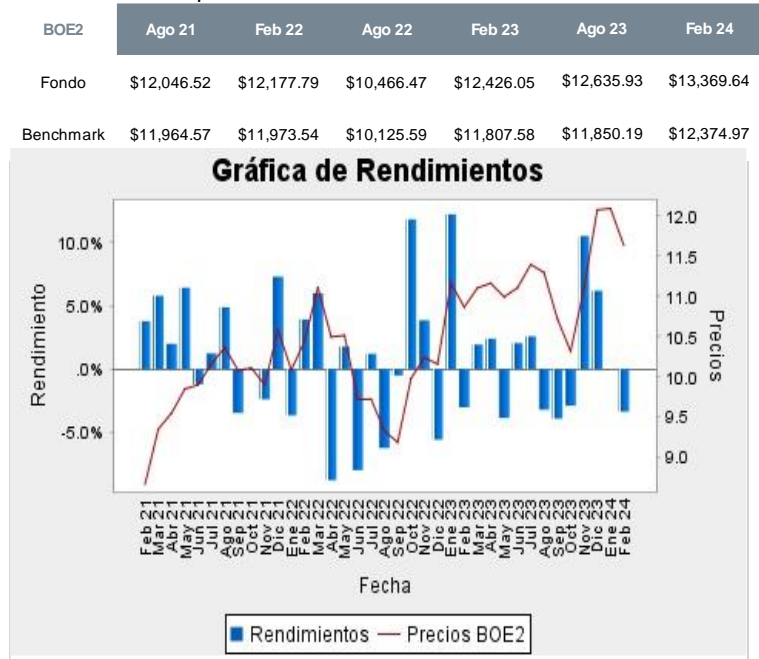 BOE2 Ago 21 Feb 22 Ago 22 Feb 23 Ago 23 Feb 24
Fondo $12,046.52 $12,177.79 $10,466.47 $12,426.05 $12,635.93 $13,369.64
Benchmark $11,964.57 $11,973.54 $10,125.59 $11,807.58 $11,850.19 $12,374.97
Gráfica de Rendimientos
12.0
10.0%
11.5
5.0%
11.0
10.5
.0%
10.0
-5.0%
9.5
9.0
Rendimiento
Precios
Feb 21
Mar 21
Abr 21
May 21
Jun 21
Jul 21
Ago 21
Sep 21
Oct 21
Nov 21
Dic 21
Ene 22
Feb 22
Mar 22
Abr 22
May 22
Jun 22
Jul 22
Ago 22
Sep 22
Oct 22
Nov 22
Dic 22
Ene 23
Feb 23
Mar 23
Abr 23
May 23
Jun 23
Jul 23
Ago 23
Sep 23
Oct 23
Nov 23
Dic 23
Ene 24
Feb 24
Fecha
Rendimientos Precios BOE2